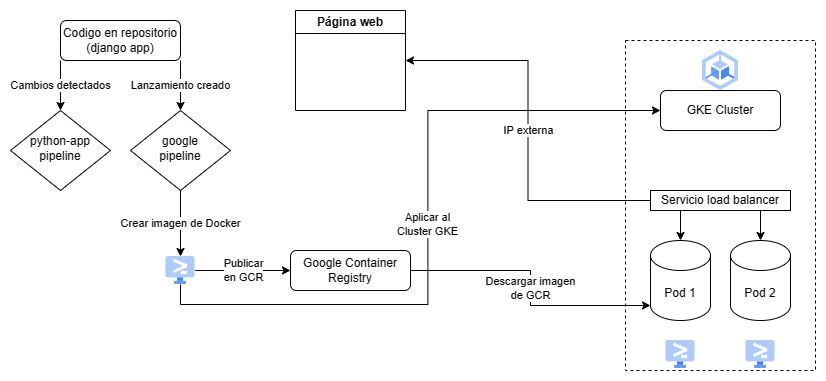 Codigo en repositorio
(django app)
Cambios detectados
Lanzamiento creado
python-app
pipeline
google
pipeline
Crear imagen de Docker
Publicar
en GCR
Google Container
Registry
Aplicar al
Cluster GKE
Descargar imagen
de GCR
Página web
IP externa
GKE Cluster
Servicio load balancer
Pod 1
Pod 2